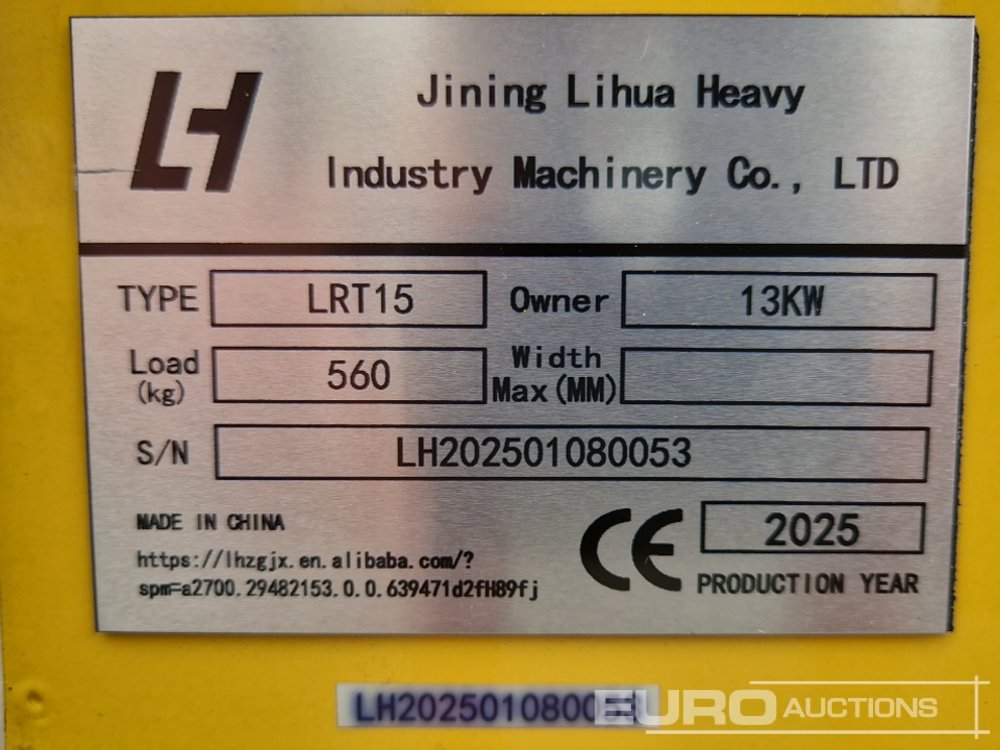 LH
Jining Lihua Heavy
Industry Machinery Co., LTD
TYPE LRT15 Owner 13KW
Load (kg) 560 Width Max(MM)
S/N LH202501080053
MADE IN CHINA
https://lhzgjx.en.alibaba.com/?
spm=a2700.29482153.0.0.639471d2fH89fj
CE 2025
PRODUCTION YEAR
LH202501080053
EURO AUCTIONS